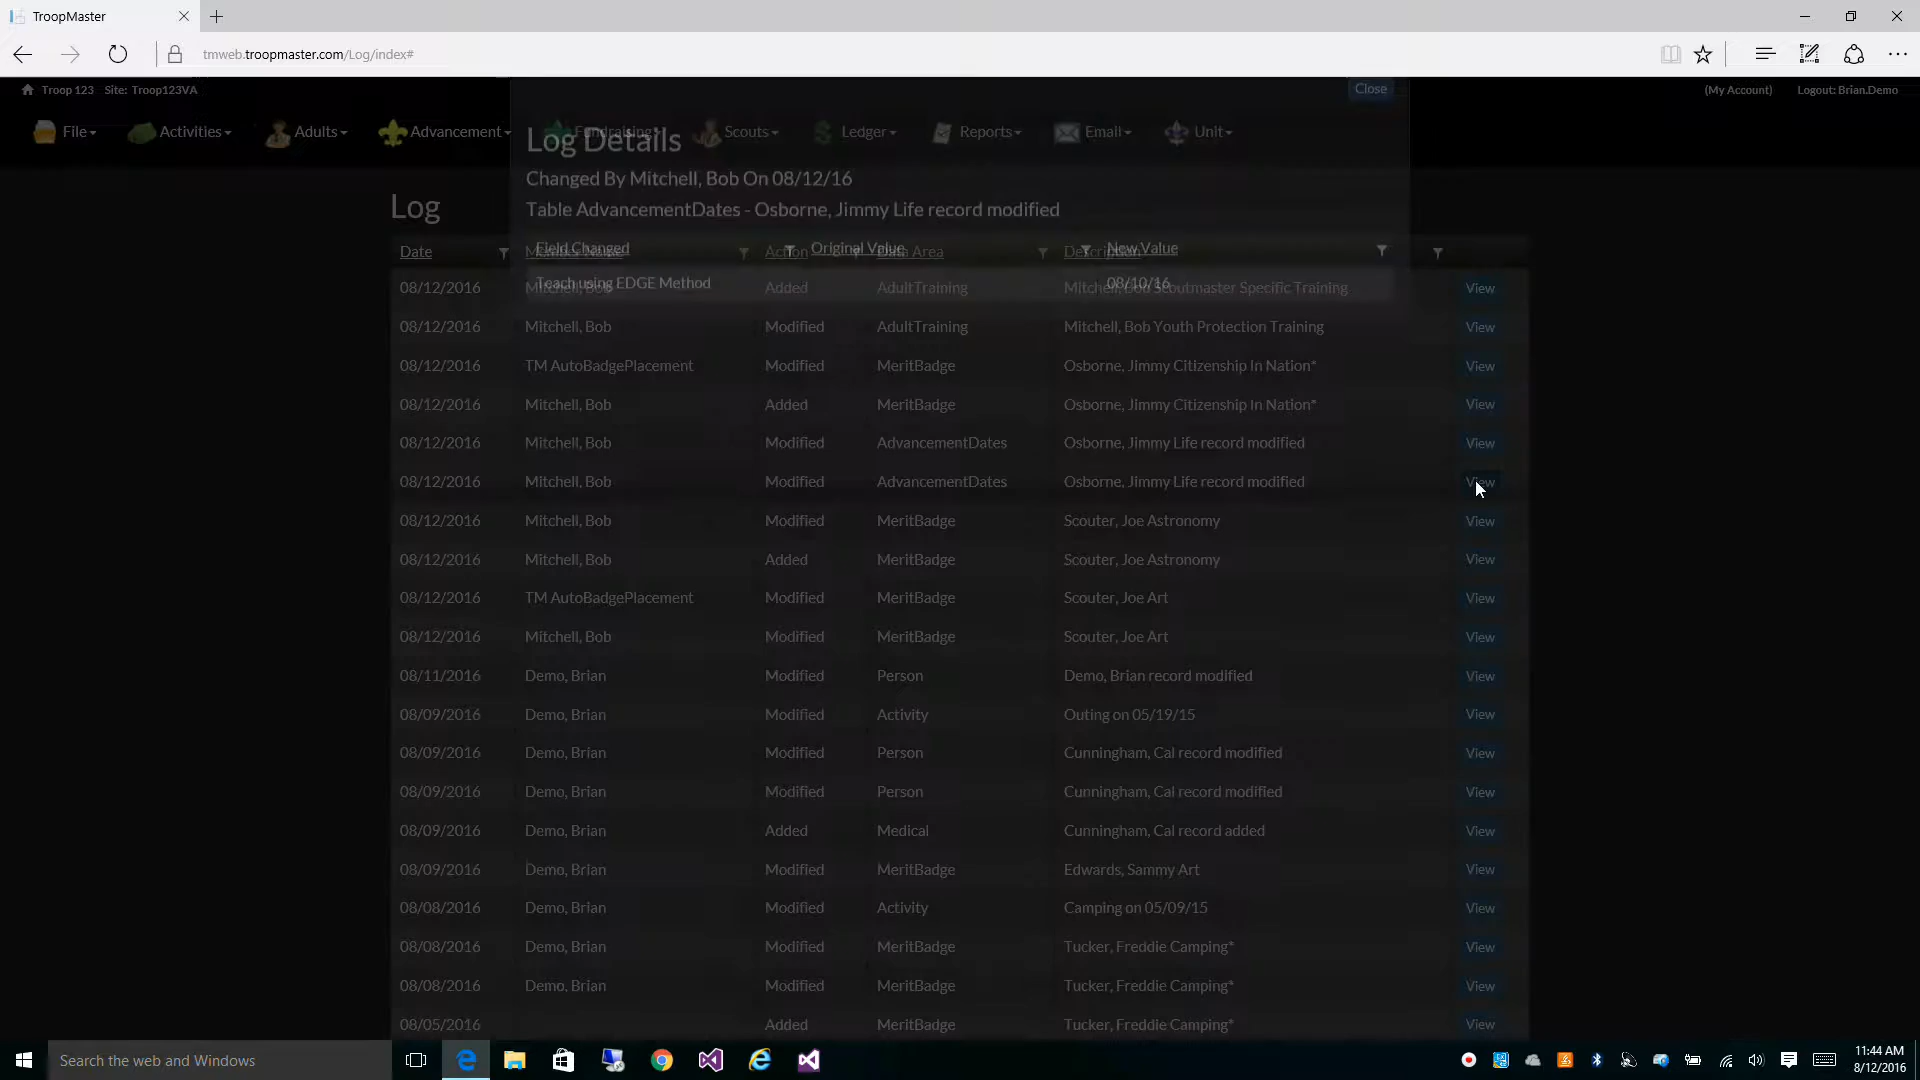 TroopMaster
tmweb.troopmaster.com/Log/index#
Troop 123 Site: Troop123VA
(My Account) Logout: Brian.Demo
Close
File Activities Adults Advancement Fundraising Scouts Ledger Reports Email Unit
Log Details
Changed By Mitchell, Bob On 08/12/16
Table AdvancementDates - Osborne, Jimmy Life record modified
Field Changed Original Value New Value
Teach using EDGE Method 08/10/16
Log
Date Member Name Action Data Area Description
08/12/2016 Mitchell, Bob Added AdultTraining Mitchell, Bob Scoutmaster Specific Training View
08/12/2016 Mitchell, Bob Modified AdultTraining Mitchell, Bob Youth Protection Training View
08/12/2016 TM AutoBadgePlacement Modified MeritBadge Osborne, Jimmy Citizenship In Nation* View
08/12/2016 Mitchell, Bob Added MeritBadge Osborne, Jimmy Citizenship In Nation* View
08/12/2016 Mitchell, Bob Modified AdvancementDates Osborne, Jimmy Life record modified View
08/12/2016 Mitchell, Bob Modified AdvancementDates Osborne, Jimmy Life record modified View
08/12/2016 Mitchell, Bob Modified MeritBadge Scouter, Joe Astronomy View
08/12/2016 Mitchell, Bob Added MeritBadge Scouter, Joe Astronomy View
08/12/2016 TM AutoBadgePlacement Modified MeritBadge Scouter, Joe Art View
08/12/2016 Mitchell, Bob Modified MeritBadge Scouter, Joe Art View
08/11/2016 Demo, Brian Modified Person Demo, Brian record modified View
08/09/2016 Demo, Brian Modified Activity Outing on 05/19/15 View
08/09/2016 Demo, Brian Modified Person Cunningham, Cal record modified View
08/09/2016 Demo, Brian Modified Person Cunningham, Cal record modified View
08/09/2016 Demo, Brian Added Medical Cunningham, Cal record added View
08/09/2016 Demo, Brian Modified MeritBadge Edwards, Sammy Art View
08/08/2016 Demo, Brian Modified Activity Camping on 05/09/15 View
08/08/2016 Demo, Brian Modified MeritBadge Tucker, Freddie Camping* View
08/08/2016 Demo, Brian Modified MeritBadge Tucker, Freddie Camping* View
08/05/2016 Added MeritBadge Tucker, Freddie Camping* View
Search the web and Windows
11:44 AM
8/12/2016